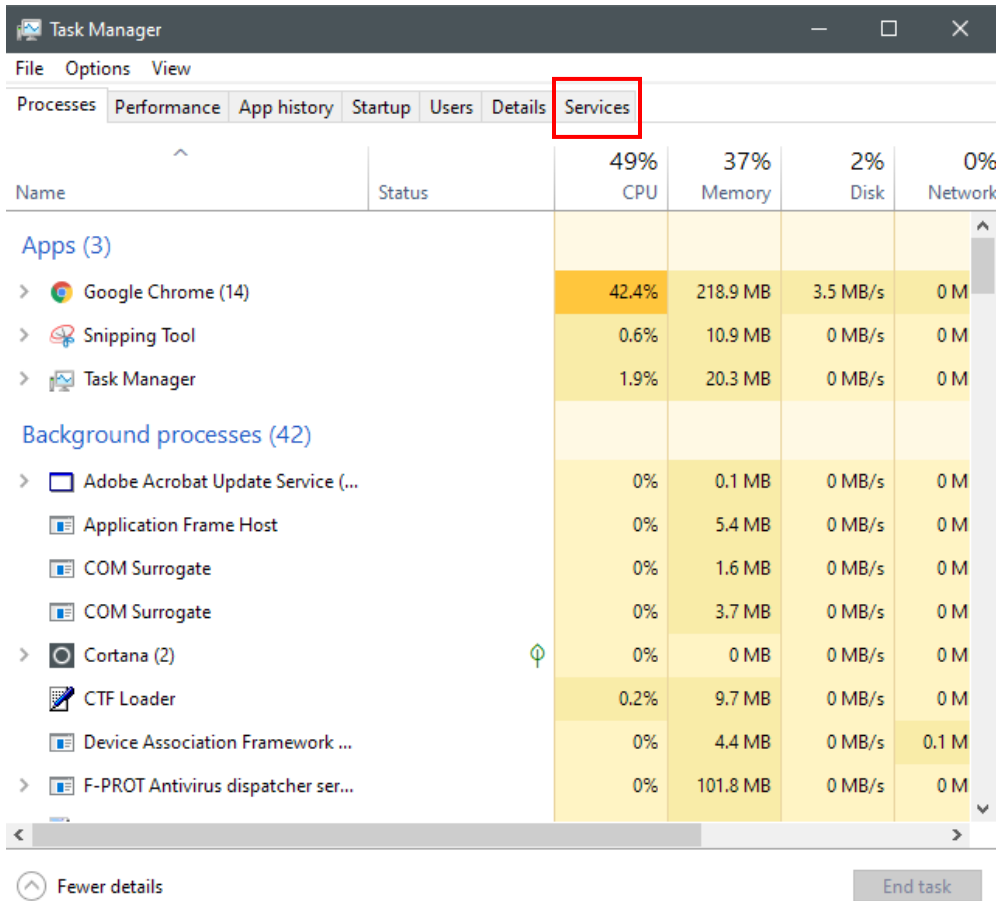 Task Manager
File Options View
Processes Performance App history Startup Users Details Services
49% 37% 2% 0%
Name Status CPU Memory Disk Network
Apps (3)
Google Chrome (14) 42.4% 218.9 MB 3.5 MB/s 0 M
Snipping Tool 0.6% 10.9 MB 0 MB/s 0 M
Task Manager 1.9% 20.3 MB 0 MB/s 0 M
Background processes (42)
Adobe Acrobat Update Service (... 0% 0.1 MB 0 MB/s 0 M
Application Frame Host 0% 5.4 MB 0 MB/s 0 M
COM Surrogate 0% 1.6 MB 0 MB/s 0 M
COM Surrogate 0% 3.7 MB 0 MB/s 0 M
Cortana (2) 0% 0 MB 0 MB/s 0 M
CTF Loader 0.2% 9.7 MB 0 MB/s 0 M
Device Association Framework ... 0% 4.4 MB 0 MB/s 0.1 M
F-PROT Antivirus dispatcher ser... 0% 101.8 MB 0 MB/s 0 M
Fewer details End task